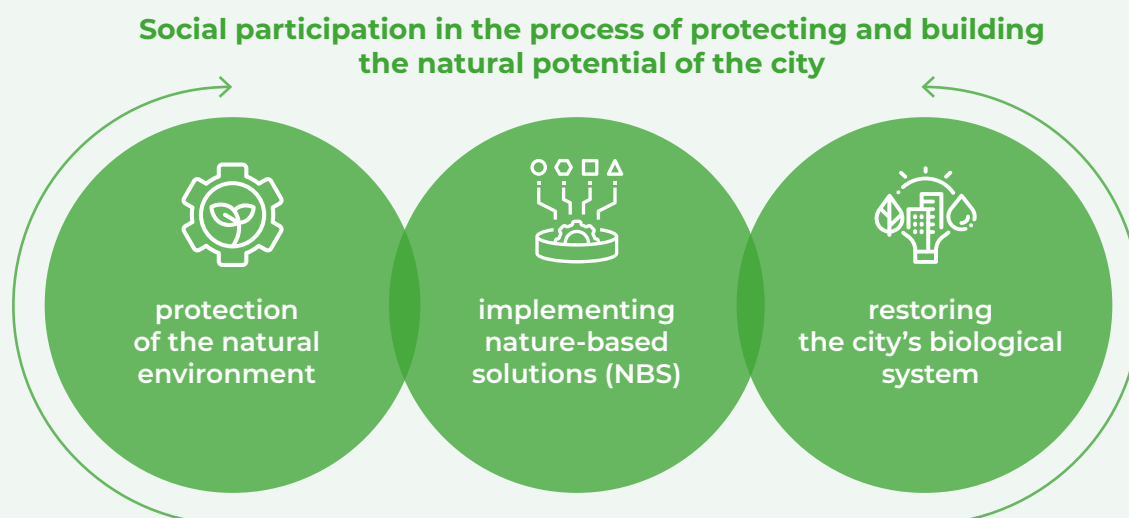 Social participation in the process of protecting and building
the natural potential of the city
protection
of the natural
environment
implementing
nature-based
solutions (NBS)
restoring
the city’s biological
system